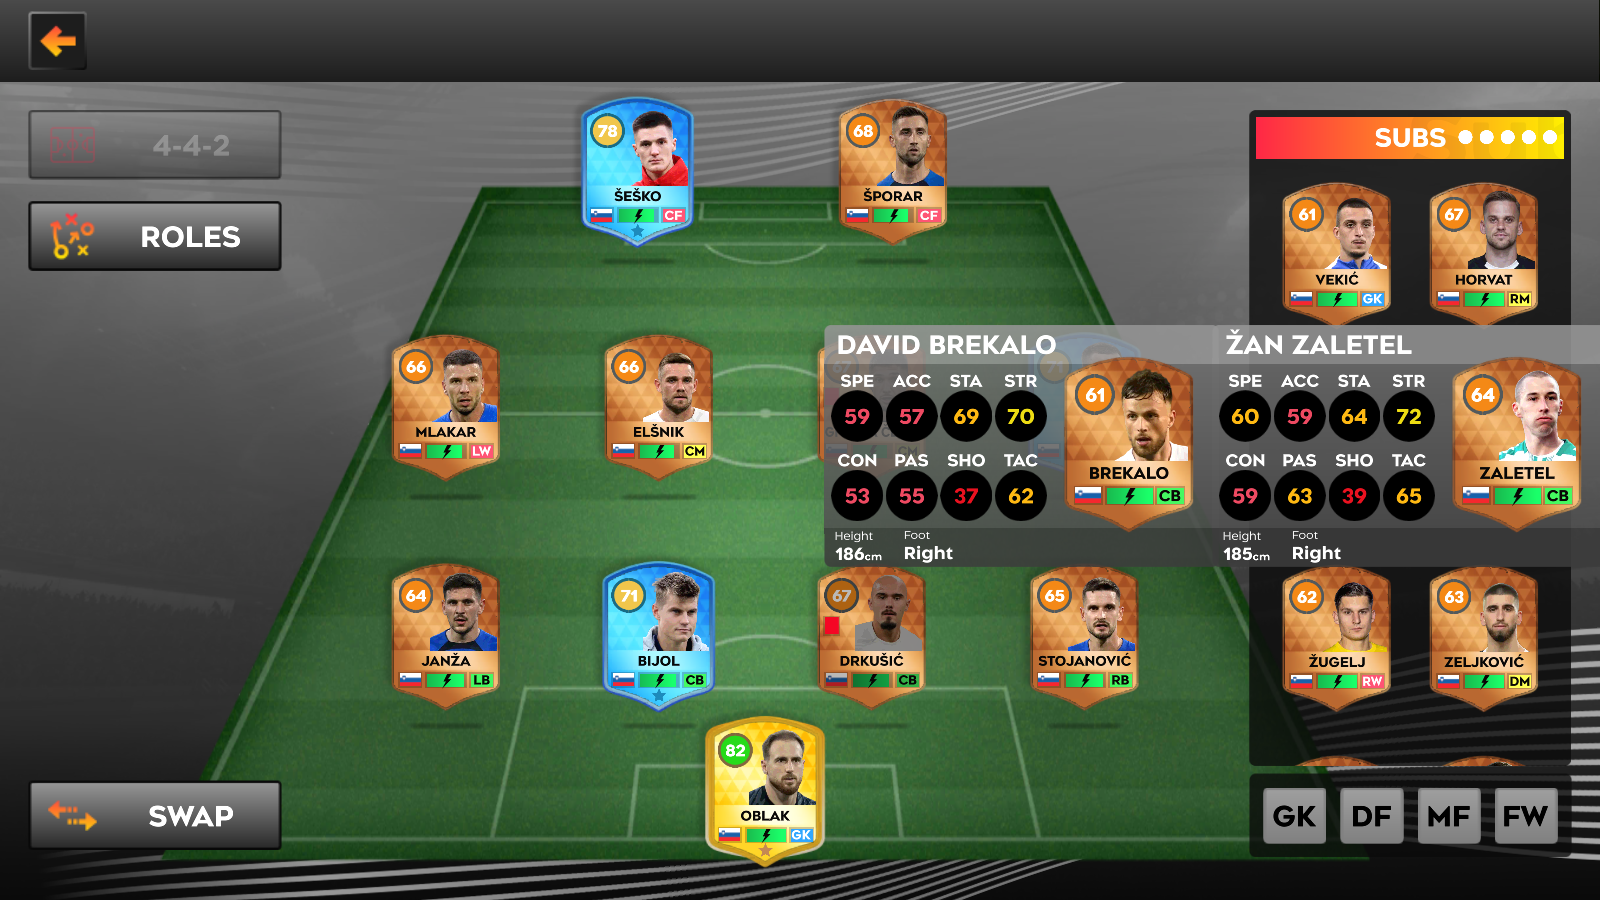 4-4-2
ROLES
SWAP
78
ŠEŠKO
CF
68
ŠPORAR
CF
66
MLAKAR
LW
66
ELŠNIK
CM
64
JANŽA
LB
71
BIJOL
CB
67
DRKUŠIĆ
CB
65
STOJANOVIĆ
RB
82
OBLAK
GK
SUBS
61
VEKIĆ
GK
67
HORVAT
RM
DAVID BREKALO
SPE ACC STA STR
59 57 69 70
CON PAS SHO TAC
53 55 37 62
Height Foot
186cm Right
61
BREKALO
CB
ŽAN ZALETEL
SPE ACC STA STR
60 59 64 72
CON PAS SHO TAC
59 63 39 65
Height Foot
185cm Right
64
ZALETEL
CB
62
ŽUGELJ
RW
63
ZELJKOVIĆ
DM
GK DF MF FW